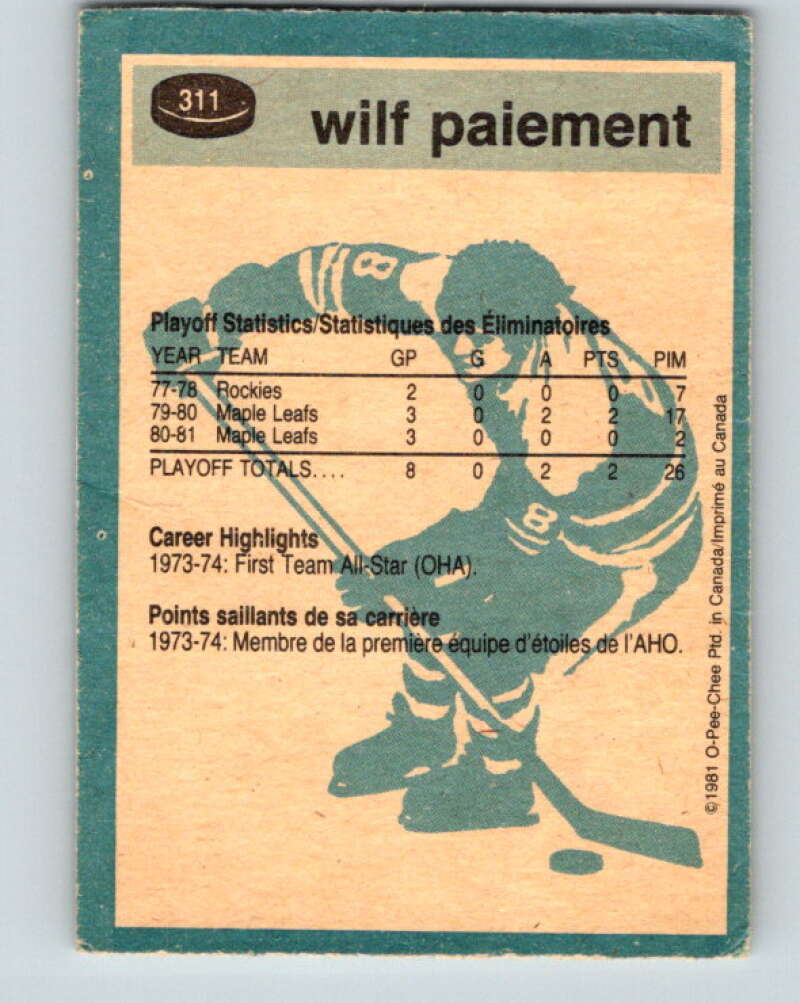 311
wilf paiement
8
Playoff Statistics/Statistiques des Éliminatoires
YEAR TEAM GP G A PTS PIM
77-78 Rockies 2 0 0 0 7
79-80 Maple Leafs 3 0 2 2 17
80-81 Maple Leafs 3 0 0 0 2
PLAYOFF TOTALS.... 8 0 2 2 26
8
Career Highlights
1973-74: First Team All-Star (OHA).
Points saillants de sa carrière
1973-74: Membre de la première équipe d'étoiles de l'AHO.
©1981 O-Pee-Chee Ptd. in Canada/Imprimé au Canada